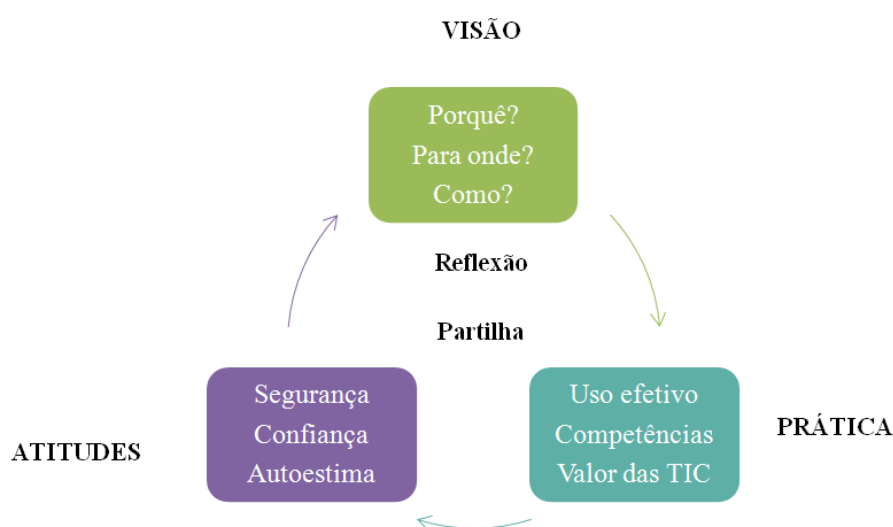 VISÃO
Porquê?
Para onde?
Como?
Reflexão
Partilha
Segurança
Confiança
Autoestima
ATITUDES
Uso efetivo
Competências
Valor das TIC
PRÁTICA